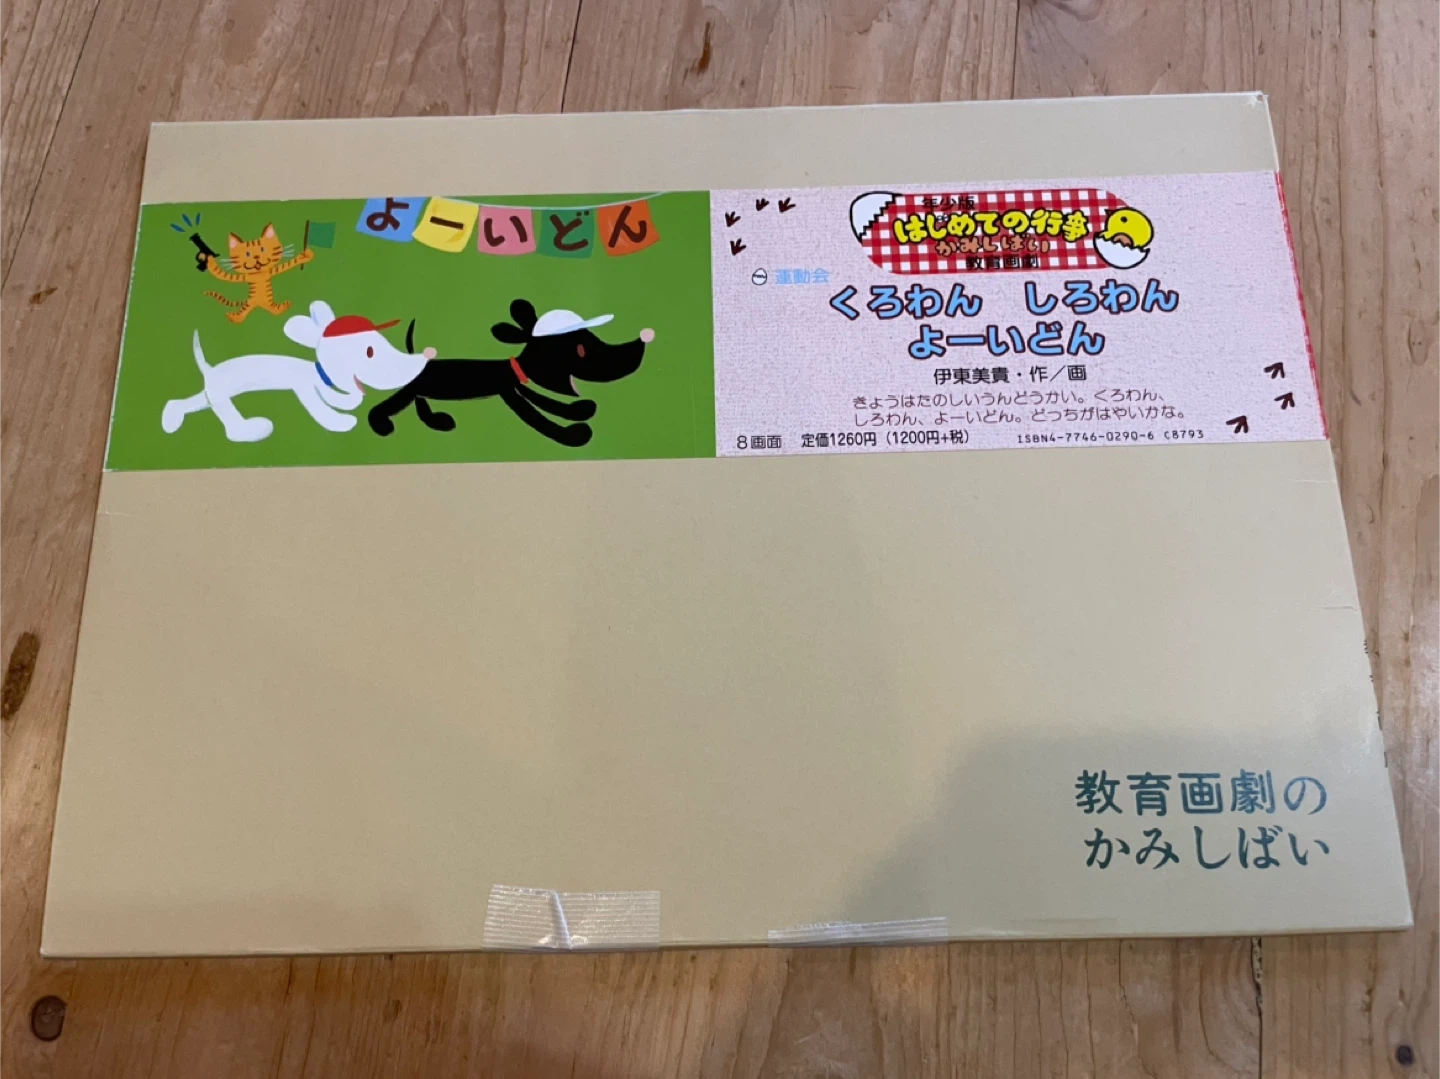 よーいどん
年少版
はじめての行事
かみしばい
教育画劇
運動会
くろわん しろわん
よーいどん
伊東美貴・作／画
きょうはたのしいうんどうかい。くろわん、
しろわん、よーいどん。どっちがはやいかな。
8画面 定価1260円（1200円+税） ISBN4-7746-0290-6 C8793
教育画劇の
かみしばい